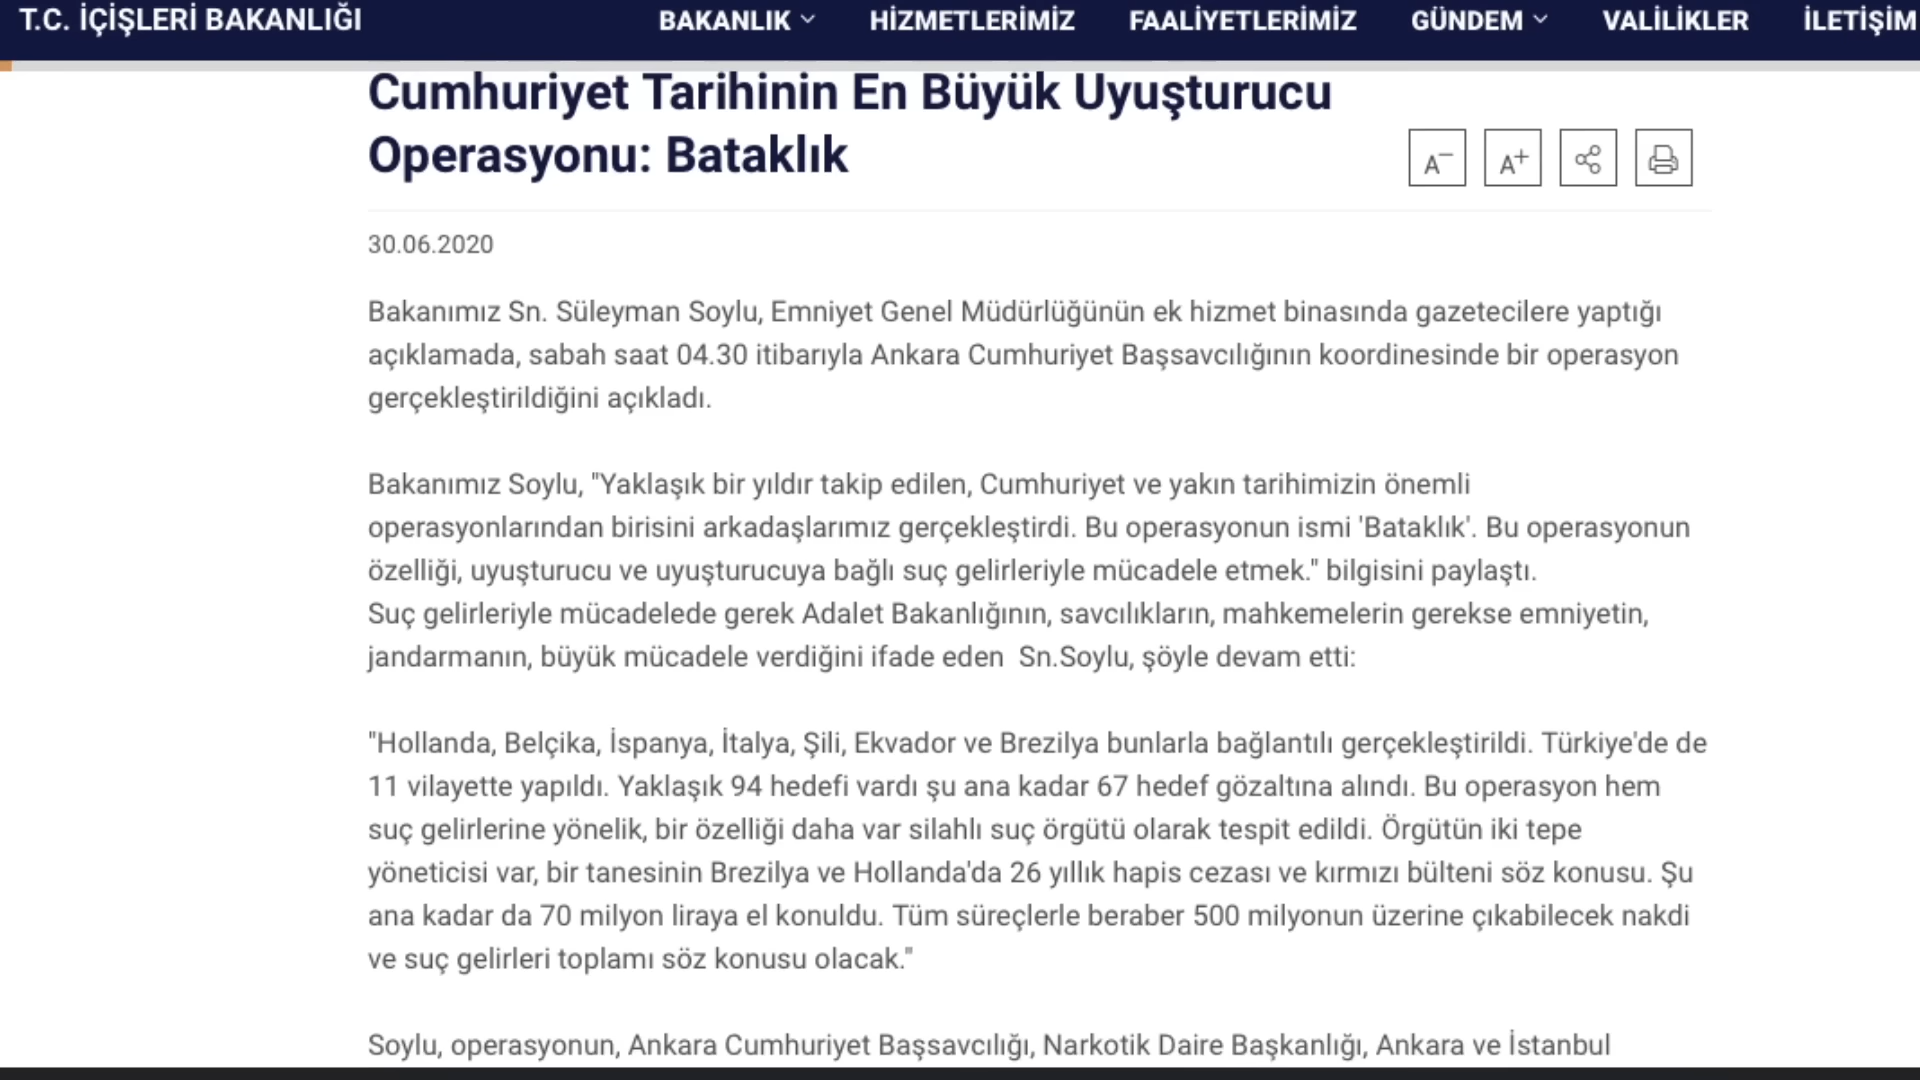 T.C. İÇİŞLERİ BAKANLIĞI BAKANLIK HİZMETLERİMİZ FAALİYETLERİMİZ GÜNDEM VALİLİKLER İLETİŞİM
Cumhuriyet Tarihinin En Büyük Uyuşturucu
Operasyonu: Bataklık
A− A+
30.06.2020
Bakanımız Sn. Süleyman Soylu, Emniyet Genel Müdürlüğünün ek hizmet binasında gazetecilere yaptığı
açıklamada, sabah saat 04.30 itibarıyla Ankara Cumhuriyet Başsavcılığının koordinesinde bir operasyon
gerçekleştirildiğini açıkladı.
Bakanımız Soylu, "Yaklaşık bir yıldır takip edilen, Cumhuriyet ve yakın tarihimizin önemli
operasyonlarından birisini arkadaşlarımız gerçekleştirdi. Bu operasyonun ismi 'Bataklık'. Bu operasyonun
özelliği, uyuşturucu ve uyuşturucuya bağlı suç gelirleriyle mücadele etmek." bilgisini paylaştı.
Suç gelirleriyle mücadelede gerek Adalet Bakanlığının, savcılıkların, mahkemelerin gerekse emniyetin,
jandarmanın, büyük mücadele verdiğini ifade eden  Sn.Soylu, şöyle devam etti:
"Hollanda, Belçika, İspanya, İtalya, Şili, Ekvador ve Brezilya bunlarla bağlantılı gerçekleştirildi. Türkiye'de de
11 vilayette yapıldı. Yaklaşık 94 hedefi vardı şu ana kadar 67 hedef gözaltına alındı. Bu operasyon hem
suç gelirlerine yönelik, bir özelliği daha var silahlı suç örgütü olarak tespit edildi. Örgütün iki tepe
yöneticisi var, bir tanesinin Brezilya ve Hollanda'da 26 yıllık hapis cezası ve kırmızı bülteni söz konusu. Şu
ana kadar da 70 milyon liraya el konuldu. Tüm süreçlerle beraber 500 milyonun üzerine çıkabilecek nakdi
ve suç gelirleri toplamı söz konusu olacak."
Soylu, operasyonun, Ankara Cumhuriyet Başsavcılığı, Narkotik Daire Başkanlığı, Ankara ve İstanbul